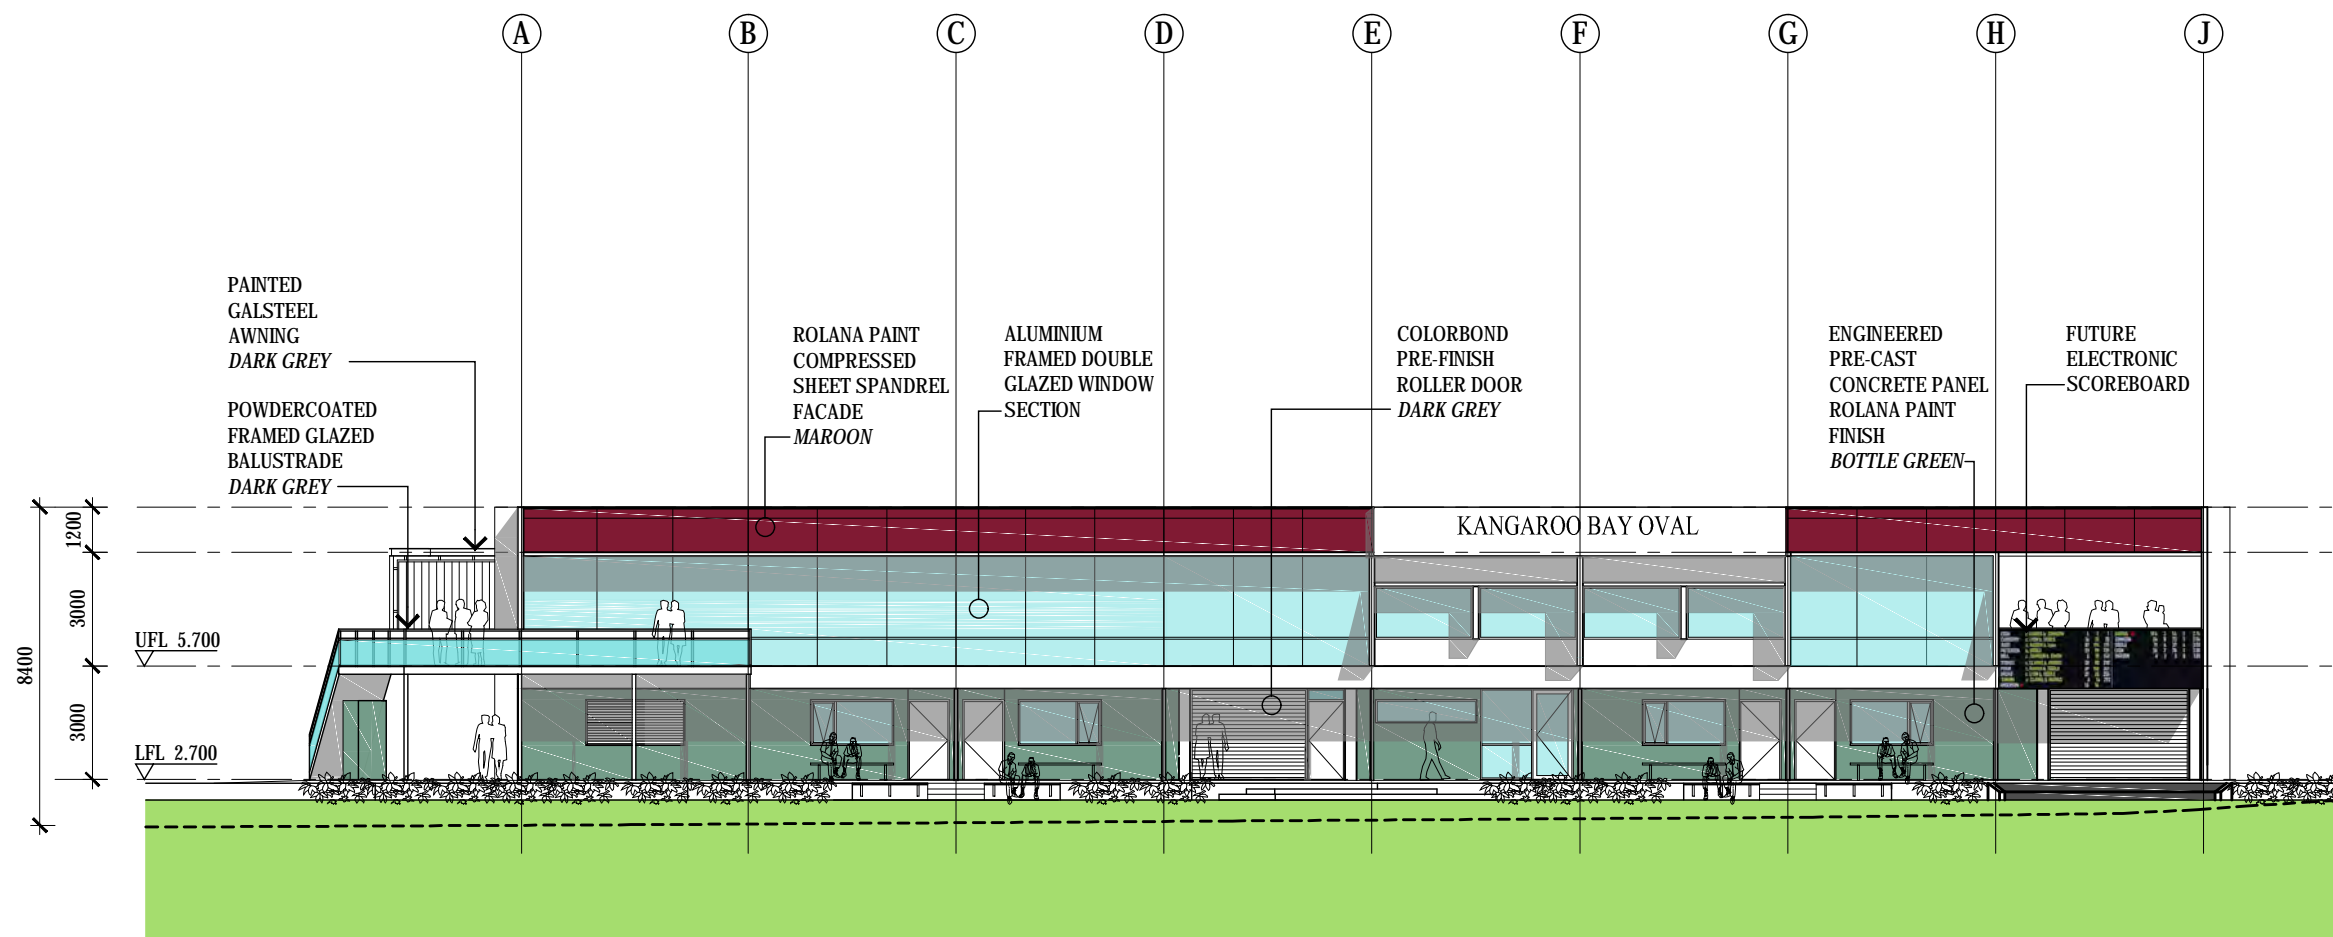 A
B
C
D
E
F
G
H
J
PAINTED
GALSTEEL
AWNING
DARK GREY
POWDERCOATED
FRAMED GLAZED
BALUSTRADE
DARK GREY
ROLANA PAINT
COMPRESSED
SHEET SPANDREL
FACADE
MAROON
ALUMINIUM
FRAMED DOUBLE
GLAZED WINDOW
SECTION
COLORBOND
PRE-FINISH
ROLLER DOOR
DARK GREY
ENGINEERED
PRE-CAST
CONCRETE PANEL
ROLANA PAINT
FINISH
BOTTLE GREEN
FUTURE
ELECTRONIC
SCOREBOARD
KANGAROO BAY OVAL
8400
1200
3000
3000
UFL 5.700
LFL 2.700